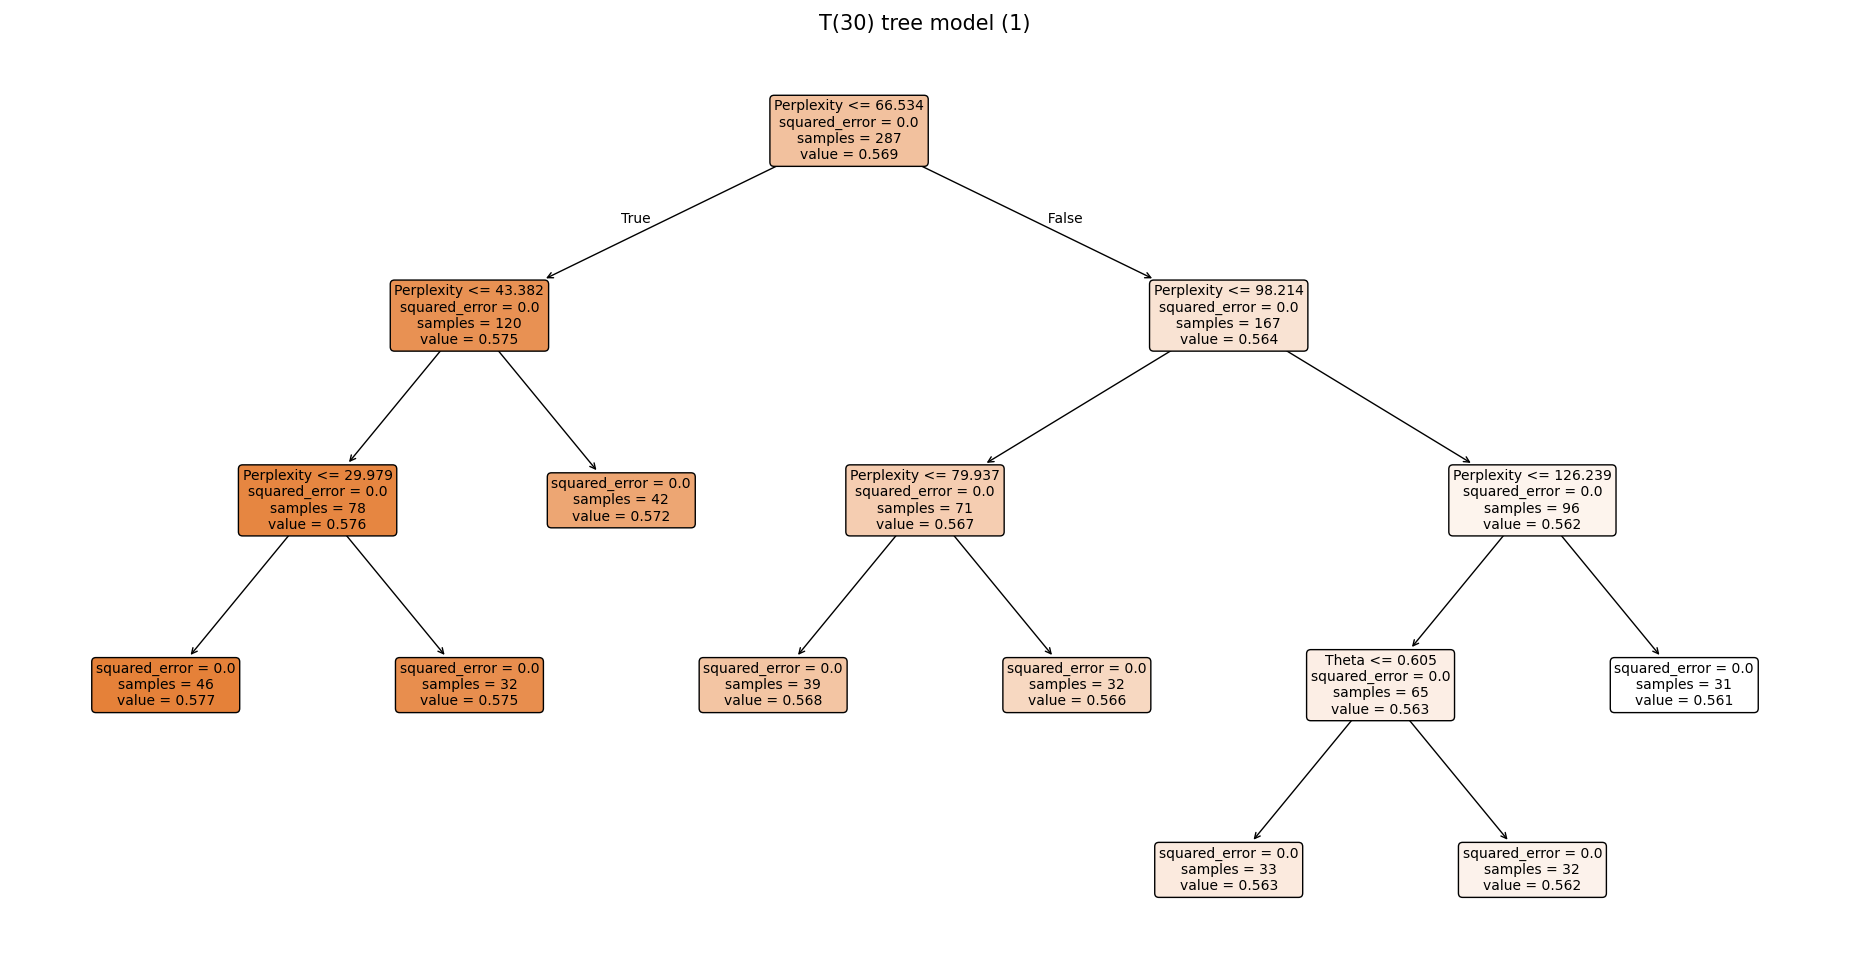 T(30) tree model (1)
Perplexity <= 66.534
squared_error = 0.0
samples = 287
value = 0.569
True
False
Perplexity <= 43.382
squared_error = 0.0
samples = 120
value = 0.575
Perplexity <= 98.214
squared_error = 0.0
samples = 167
value = 0.564
Perplexity <= 29.979
squared_error = 0.0
samples = 78
value = 0.576
squared_error = 0.0
samples = 42
value = 0.572
Perplexity <= 79.937
squared_error = 0.0
samples = 71
value = 0.567
Perplexity <= 126.239
squared_error = 0.0
samples = 96
value = 0.562
squared_error = 0.0
samples = 46
value = 0.577
squared_error = 0.0
samples = 32
value = 0.575
squared_error = 0.0
samples = 39
value = 0.568
squared_error = 0.0
samples = 32
value = 0.566
Theta <= 0.605
squared_error = 0.0
samples = 65
value = 0.563
squared_error = 0.0
samples = 31
value = 0.561
squared_error = 0.0
samples = 33
value = 0.563
squared_error = 0.0
samples = 32
value = 0.562